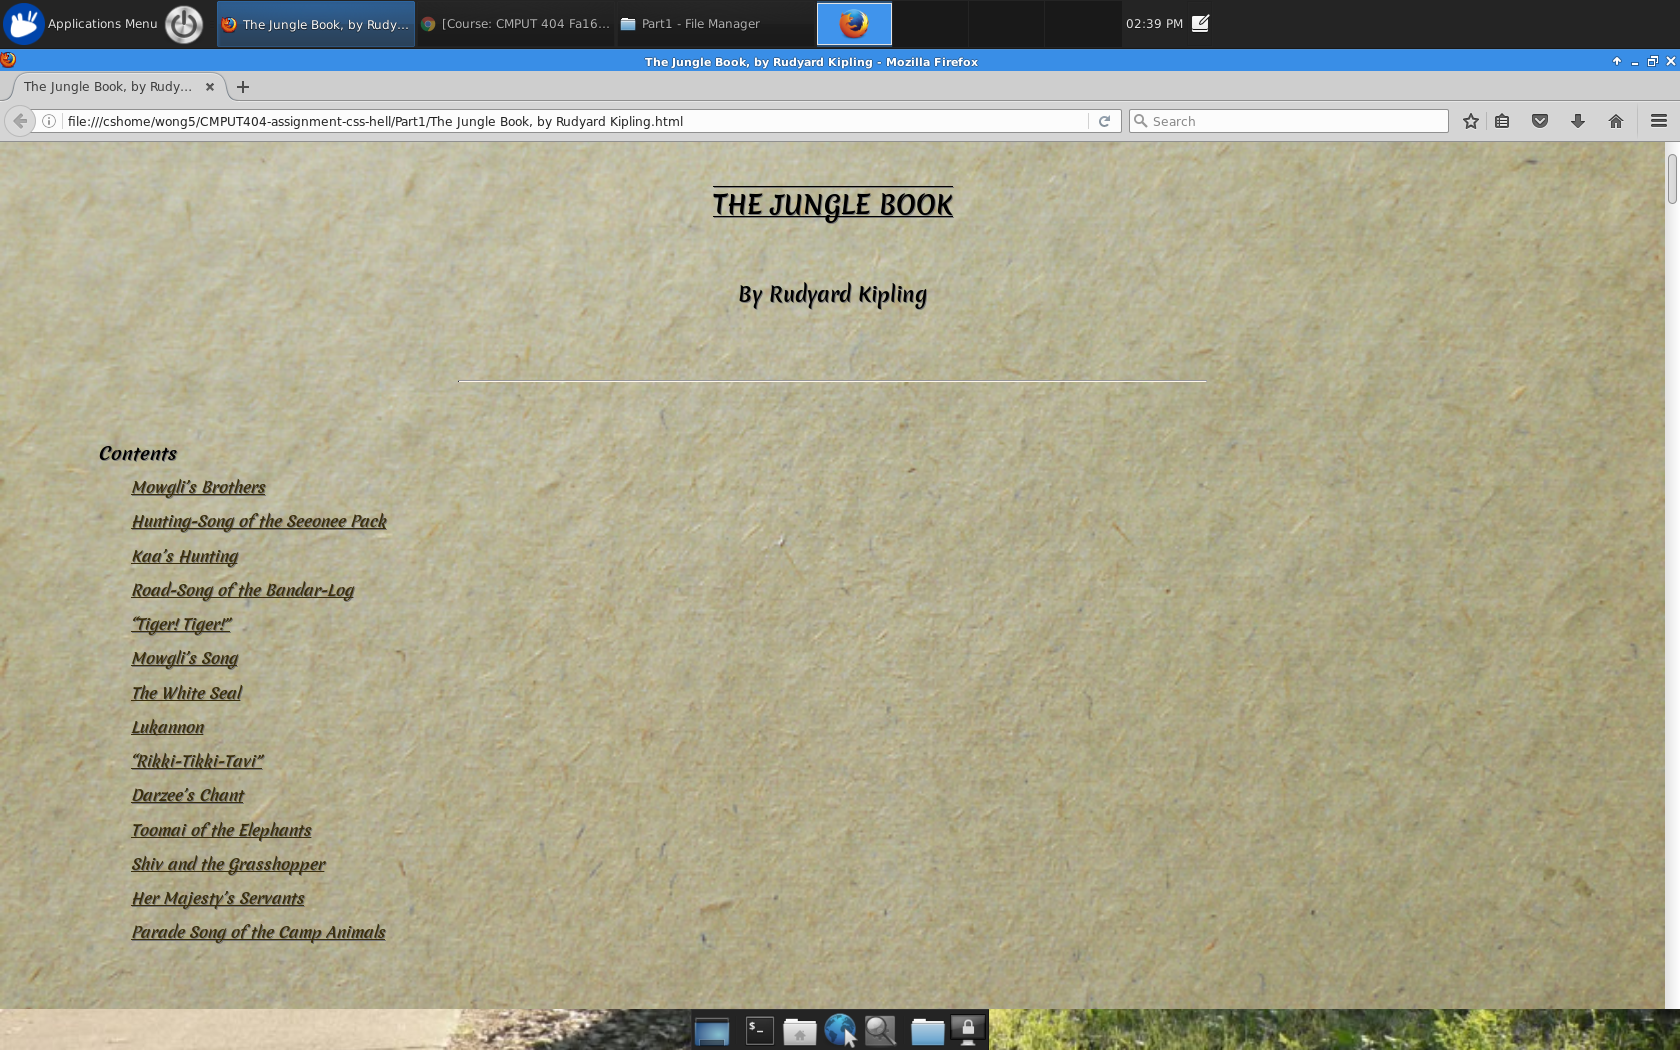 Applications Menu
The Jungle Book, by Rudy...
[Course: CMPUT 404 Fa16...
Part1 - File Manager
02:39 PM
The Jungle Book, by Rudyard Kipling - Mozilla Firefox
The Jungle Book, by Rudy...
file:///cshome/wong5/CMPUT404-assignment-css-hell/Part1/The Jungle Book, by Rudyard Kipling.html
Search
THE JUNGLE BOOK
By Rudyard Kipling
Contents
Mowgli’s Brothers
Hunting-Song of the Seeonee Pack
Kaa’s Hunting
Road-Song of the Bandar-Log
“Tiger! Tiger!”
Mowgli’s Song
The White Seal
Lukannon
“Rikki-Tikki-Tavi”
Darzee’s Chant
Toomai of the Elephants
Shiv and the Grasshopper
Her Majesty’s Servants
Parade Song of the Camp Animals
$_